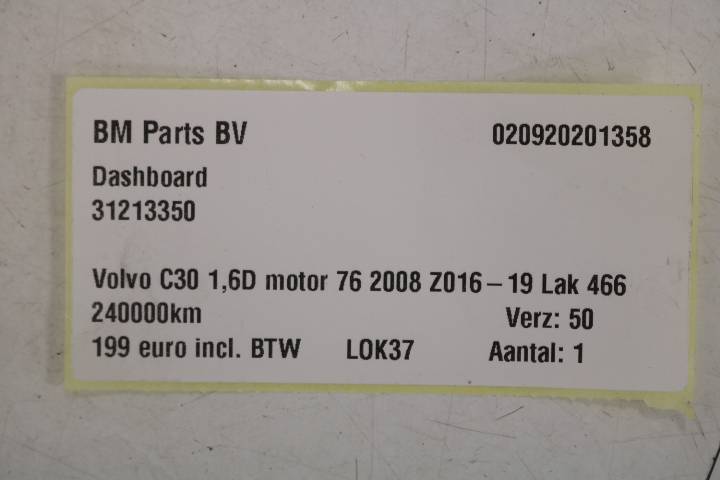 BM Parts BV 020920201358
Dashboard
31213350
Volvo C30 1,6D motor 76 2008 Z016 – 19 Lak 466
240000km Verz: 50
199 euro incl. BTW LOK37 Aantal: 1